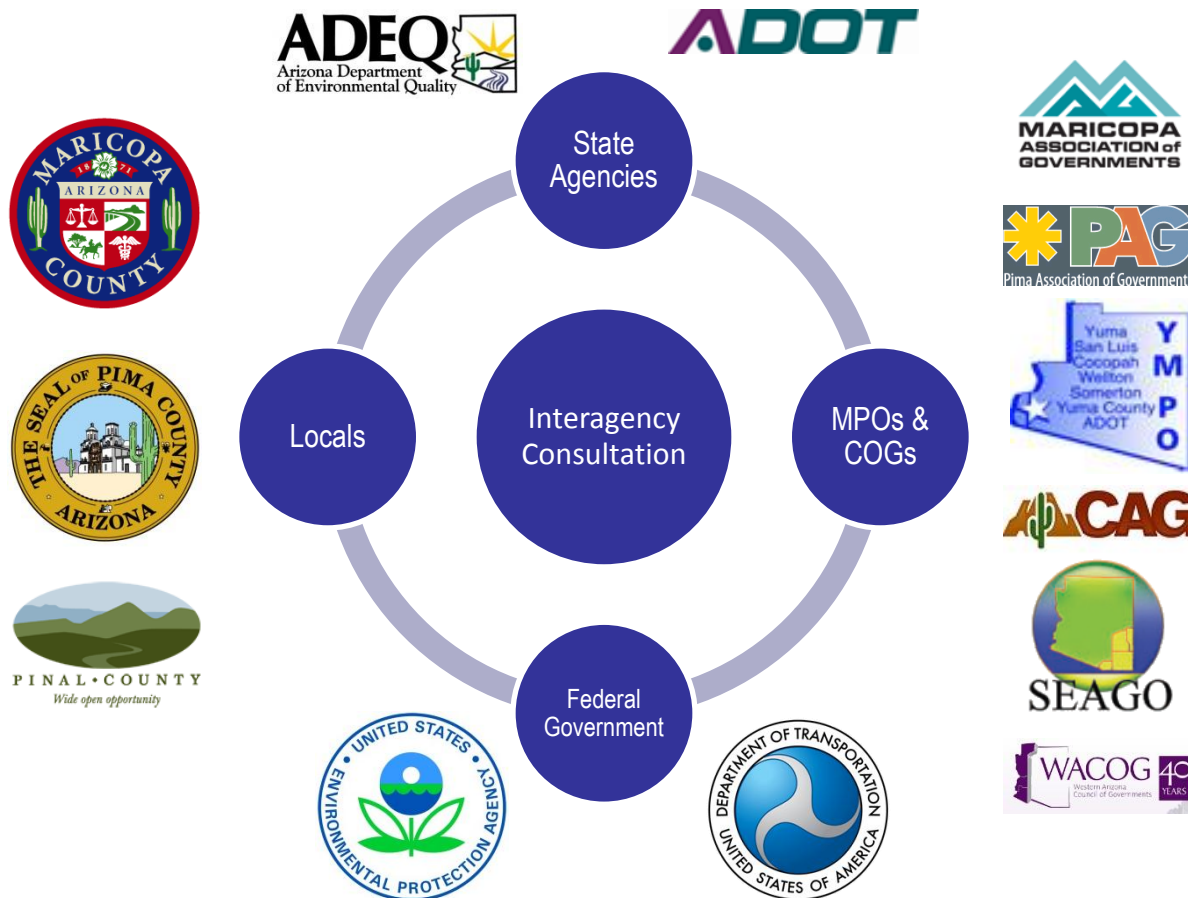 ADEQ
Arizona Department
of Environmental Quality
ADOT
MARICOPA
1871
ARIZONA
COUNTY
State
Agencies
MARICOPA
ASSOCIATION of
GOVERNMENTS
PAG
Pima Association of Government
THE SEAL OF PIMA COUNTY
ARIZONA
Locals
Interagency
Consultation
MPOs &
COGs
Yuma
San Luis
Cocopah
Wellton
Somerton
Yuma County
ADOT
YMPO
CAG
PINAL • COUNTY
Wide open opportunity
Federal
Government
SEAGO
UNITED STATES
ENVIRONMENTAL PROTECTION AGENCY
DEPARTMENT OF TRANSPORTATION
UNITED STATES OF AMERICA
WACOG
Western Arizona
Council of Governments
40
YEARS